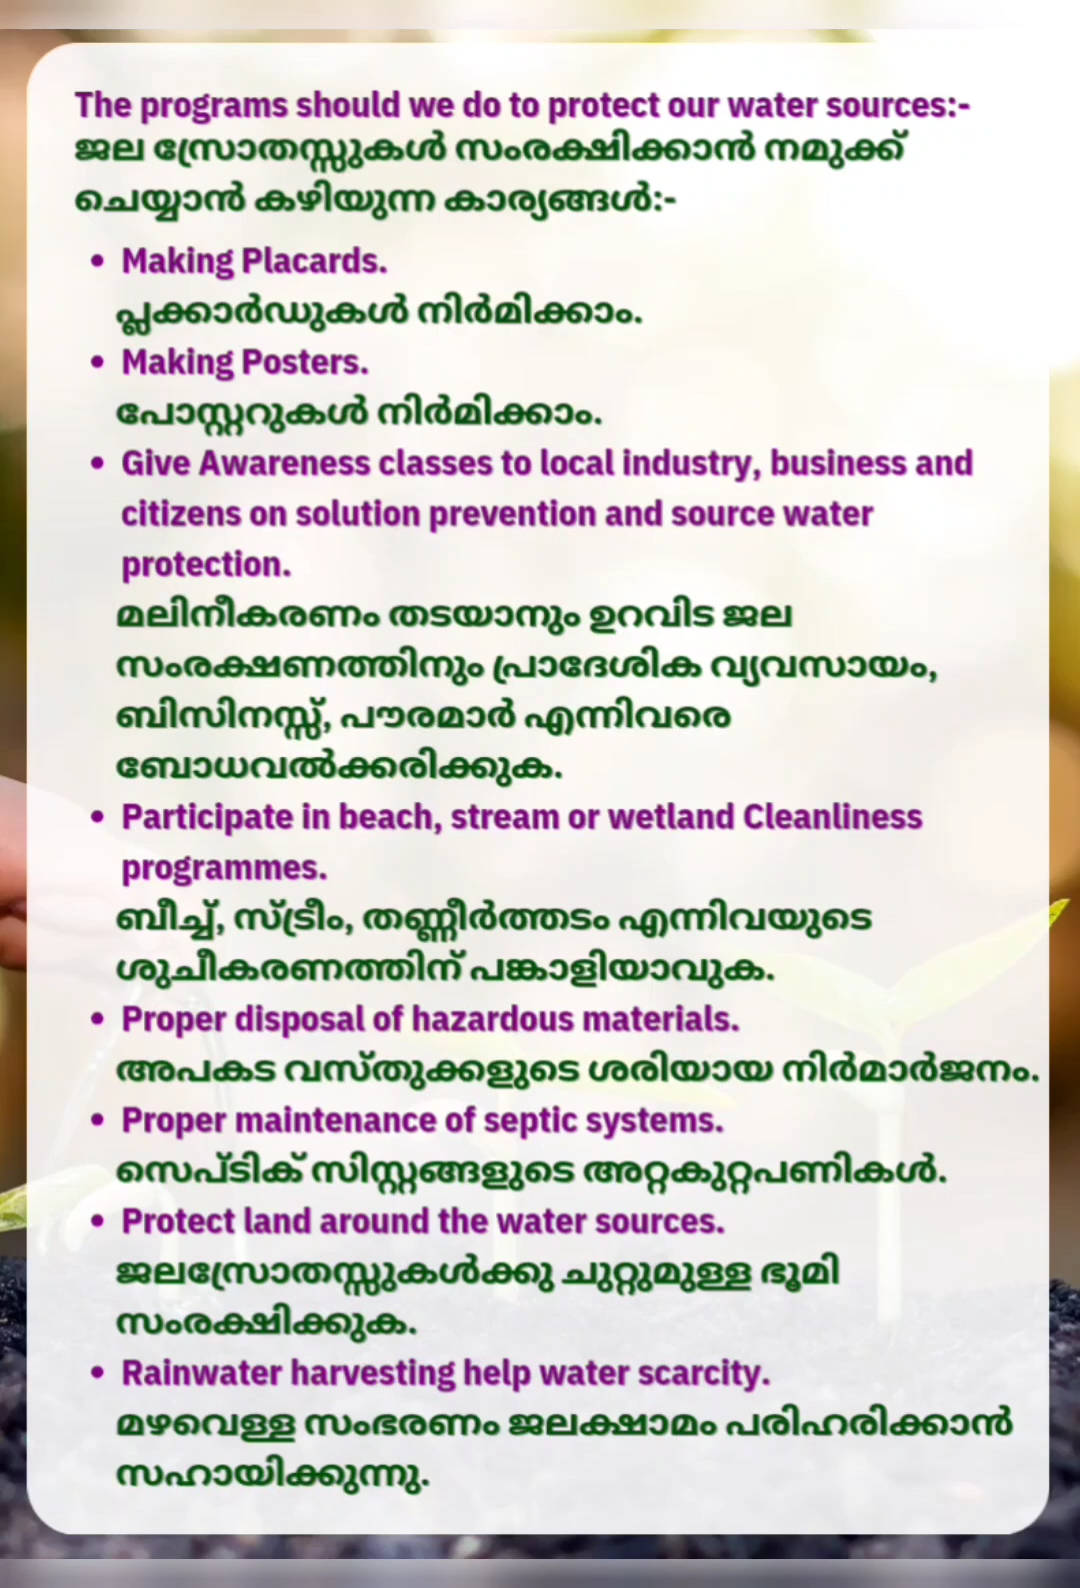 The programs should we do to protect our water sources:-
ജല സ്രോതസ്സുകൾ സംരക്ഷിക്കാൻ നമുക്ക്
ചെയ്യാൻ കഴിയുന്ന കാര്യങ്ങൾ:-
• Making Placards.
പ്ലക്കാർഡുകൾ നിർമിക്കാം.
• Making Posters.
പോസ്റ്ററുകൾ നിർമിക്കാം.
• Give Awareness classes to local industry, business and
citizens on solution prevention and source water
protection.
മലിനീകരണം തടയാനും ഉറവിട ജല
സംരക്ഷണത്തിനും പ്രാദേശിക വ്യവസായം,
ബിസിനസ്സ്, പൗരമാർ എന്നിവരെ
ബോധവൽക്കരിക്കുക.
• Participate in beach, stream or wetland Cleanliness
programmes.
ബീച്ച്, സ്ട്രീം, തണ്ണീർത്തടം എന്നിവയുടെ
ശുചീകരണത്തിന് പങ്കാളിയാവുക.
• Proper disposal of hazardous materials.
അപകട വസ്തുക്കളുടെ ശരിയായ നിർമാർജനം.
• Proper maintenance of septic systems.
സെപ്ടിക് സിസ്റ്റങ്ങളുടെ അറ്റകുറ്റപണികൾ.
• Protect land around the water sources.
ജലസ്രോതസ്സുകൾക്കു ചുറ്റുമുള്ള ഭൂമി
സംരക്ഷിക്കുക.
• Rainwater harvesting help water scarcity.
മഴവെള്ള സംഭരണം ജലക്ഷാമം പരിഹരിക്കാൻ
സഹായിക്കുന്നു.